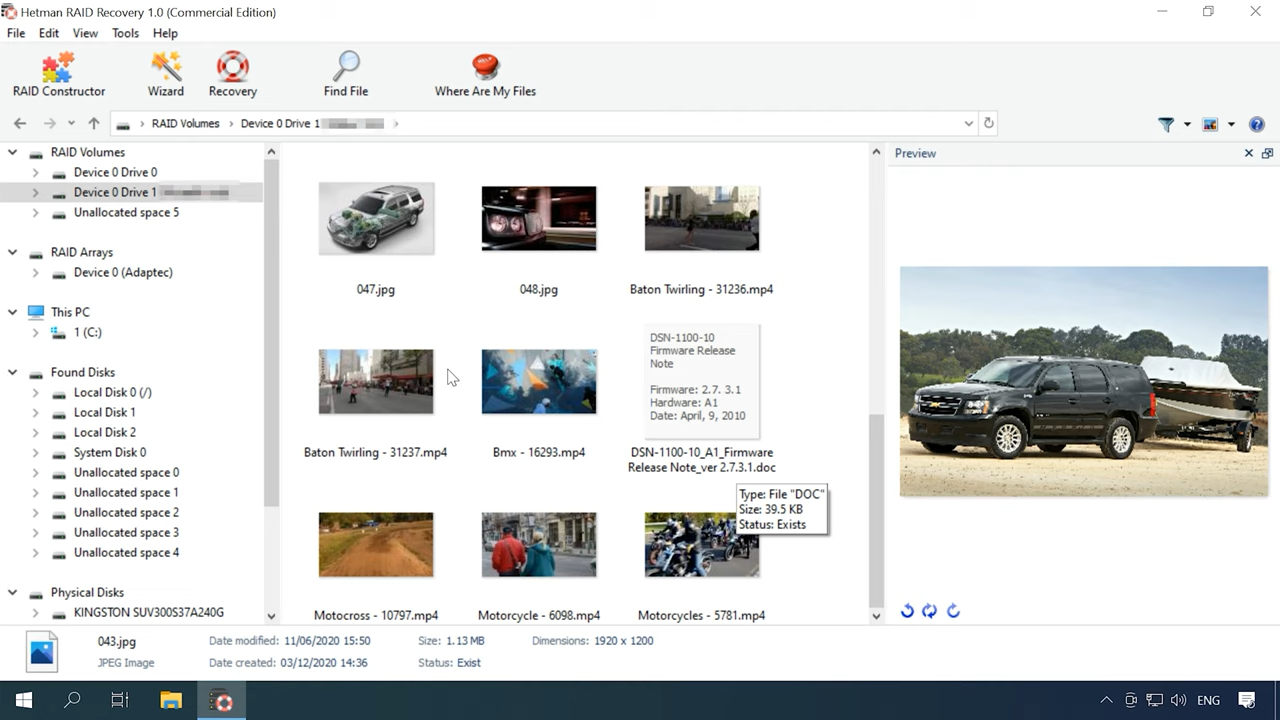 Hetman RAID Recovery 1.0 (Commercial Edition)
File Edit View Tools Help
RAID Constructor Wizard Recovery Find File Where Are My Files
RAID Volumes Device 0 Drive 1
RAID Volumes
Device 0 Drive 0
Device 0 Drive 1
Unallocated space 5
RAID Arrays
Device 0 (Adaptec)
This PC
1 (C:)
Found Disks
Local Disk 0 (/)
Local Disk 1
Local Disk 2
System Disk 0
Unallocated space 0
Unallocated space 1
Unallocated space 2
Unallocated space 3
Unallocated space 4
Physical Disks
KINGSTON SUV300S37A240G
047.jpg
048.jpg
Baton Twirling - 31236.mp4
Baton Twirling - 31237.mp4
Bmx - 16293.mp4
DSN-1100-10
Firmware Release
Note
Firmware: 2.7. 3.1
Hardware: A1
Date: April, 9, 2010
DSN-1100-10_A1_Firmware
Release Note_ver 2.7.3.1.doc
Type: File "DOC"
Size: 39.5 KB
Status: Exists
Motocross - 10797.mp4
Motorcycle - 6098.mp4
Motorcycles - 5781.mp4
Preview
043.jpg
JPEG Image
Date modified: 11/06/2020 15:50
Date created: 03/12/2020 14:36
Size: 1.13 MB
Status: Exist
Dimensions: 1920 x 1200
ENG